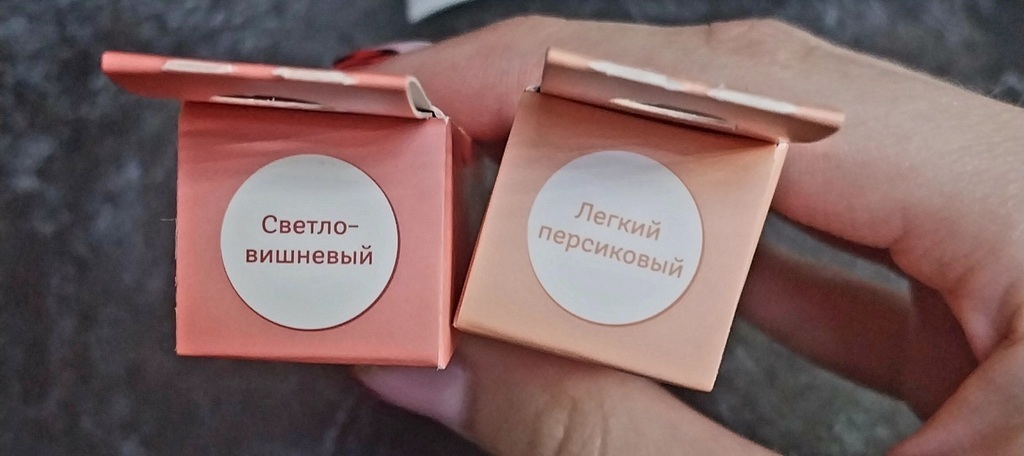 Светло-
вишневый
Легкий
персиковый